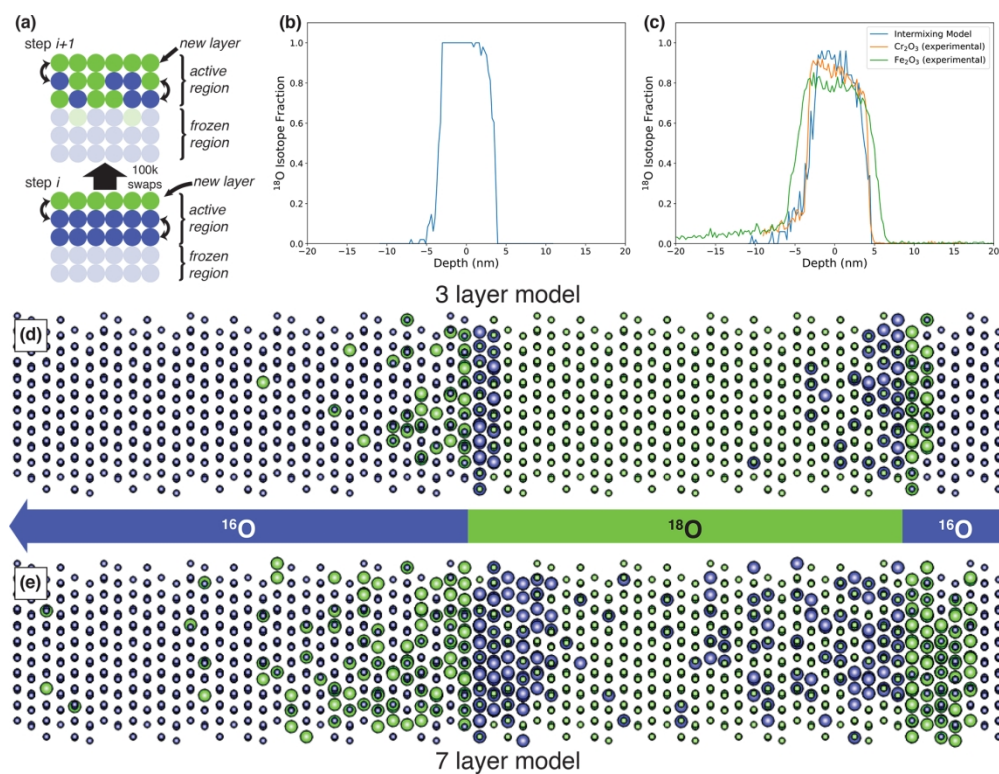 (a)
step i+1
new layer
active
region
frozen
region
100k
swaps
step i
new layer
active
region
frozen
region
(b)
¹⁸O Isotope Fraction
1.0
0.8
0.6
0.4
0.2
0.0
−20 −15 −10 −5 0 5 10 15 20
Depth (nm)
(c)
Intermixing Model
Cr₂O₃ (experimental)
Fe₂O₃ (experimental)
¹⁸O Isotope Fraction
1.0
0.8
0.6
0.4
0.2
0.0
−20 −15 −10 −5 0 5 10 15 20
Depth (nm)
3 layer model
(d)
¹⁶O ¹⁸O ¹⁶O
(e)
7 layer model